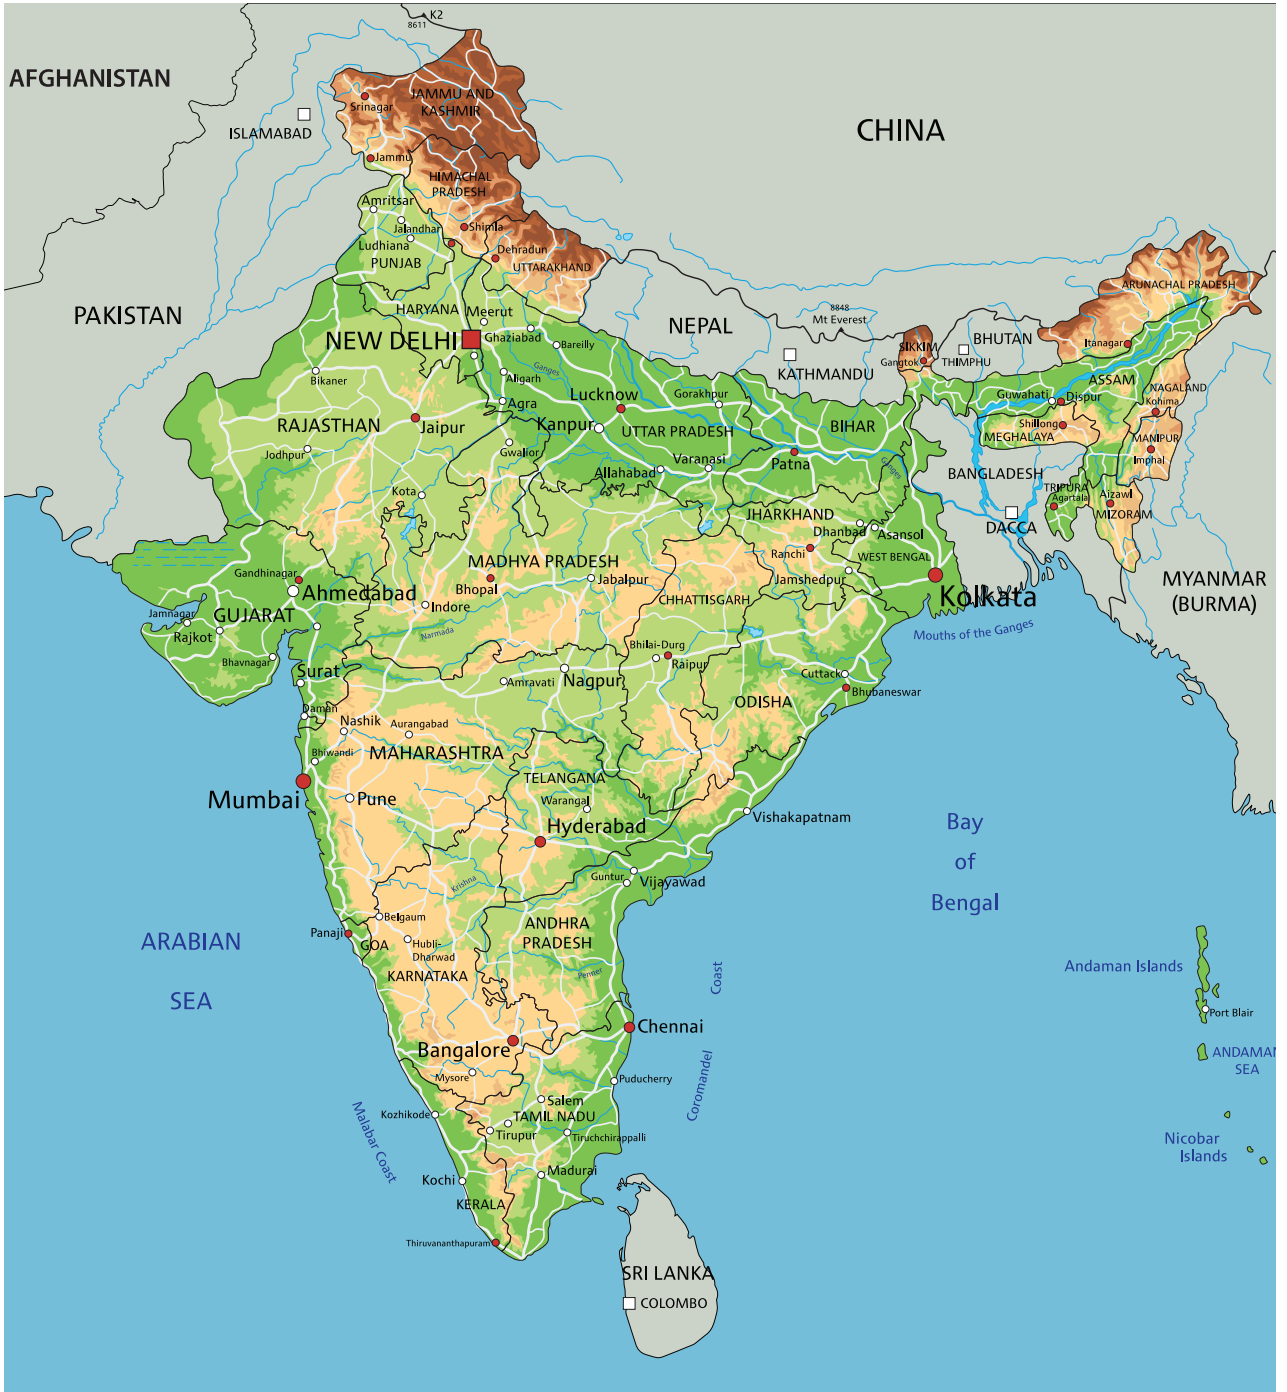 K2
8611
AFGHANISTAN
JAMMU AND
KASHMIR
Srinagar
ISLAMABAD
CHINA
Jammu
HIMACHAL
PRADESH
Amritsar
Jalandhar
Shimla
Ludhiana
PUNJAB
Dehradun
UTTARAKHAND
ARUNACHAL PRADESH
PAKISTAN
HARYANA
Meerut
8848
Mt Everest
NEPAL
BHUTAN
NEW DELHI
Ghaziabad
Bareilly
SIKKIM
Gangtok
THIMPHU
Itanagar
KATHMANDU
Bikaner
Ganges
Aligarh
ASSAM
NAGALAND
Lucknow
Gorakhpur
Guwahati
Dispur
Kohima
Agra
RAJASTHAN
Jaipur
Kanpur
UTTAR PRADESH
BIHAR
Shillong
MEGHALAYA
MANIPUR
Jodhpur
Gwalior
Varanasi
Patna
Ganges
Imphal
Allahabad
BANGLADESH
Kota
TRIPURA
Agartala
Aizawl
MIZORAM
JHARKHAND
Dhanbad
Asansol
DACCA
MADHYA PRADESH
Ranchi
WEST BENGAL
Gandhinagar
Bhopal
Jabalpur
Jamshedpur
MYANMAR
(BURMA)
Ahmedabad
CHHATTISGARH
Kolkata
Jamnagar
GUJARAT
Indore
Rajkot
Narmada
Mouths of the Ganges
Bhavnagar
Bhilai-Durg
Raipur
Surat
Amravati
Nagpur
Cuttack
Bhubaneswar
Daman
ODISHA
Nashik
Aurangabad
Bhiwandi
MAHARASHTRA
TELANGANA
Mumbai
Pune
Warangal
Vishakapatnam
Hyderabad
Bay
of
Bengal
Guntur
Vijayawad
Krishna
Belgaum
ANDHRA
PRADESH
Panaji
GOA
Hubli-
Dharwad
ARABIAN
SEA
KARNATAKA
Penner
Coast
Coromandel
Andaman Islands
Port Blair
Chennai
Bangalore
ANDAMAN
SEA
Mysore
Puducherry
Malabar Coast
Kozhikode
Salem
TAMIL NADU
Tirupur
Tiruchchirappalli
Nicobar
Islands
Kochi
Madurai
KERALA
Thiruvananthapuram
SRI LANKA
COLOMBO